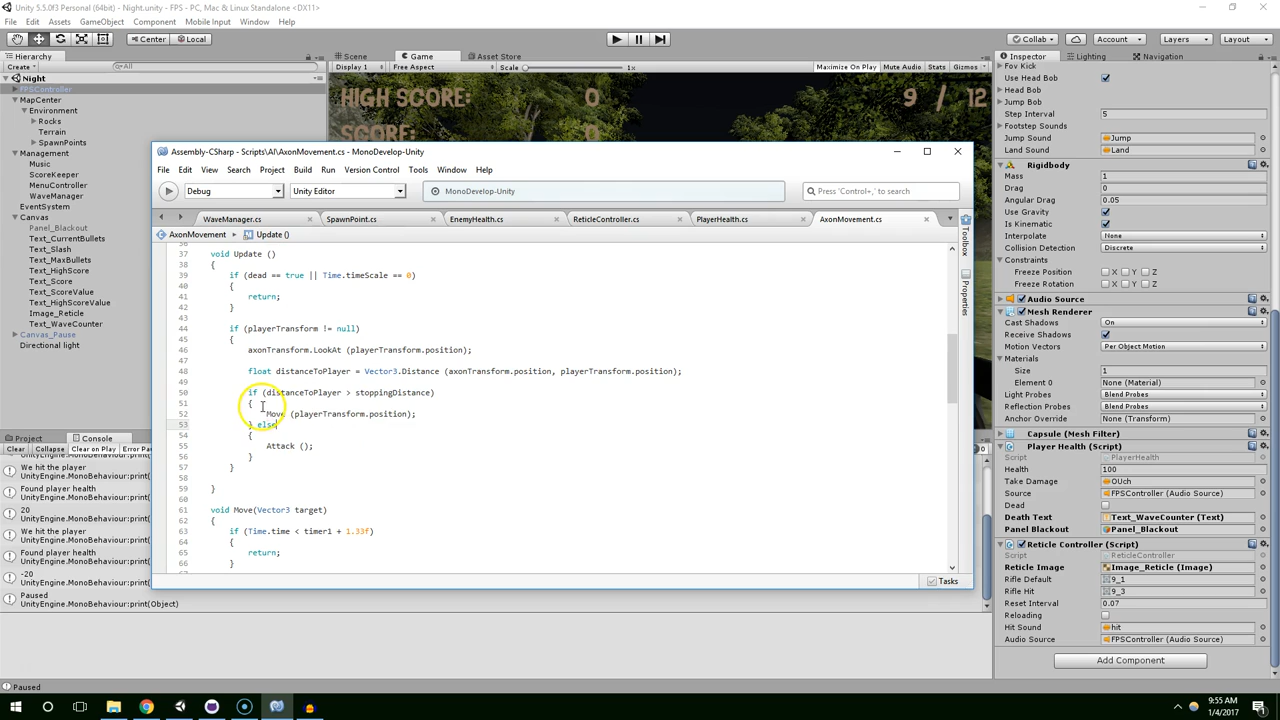 Unity 5.5.0f3 Personal (64bit) - Night.unity - FPS - PC, Mac & Linux Standalone <DX11>
File Edit Assets GameObject Component Mobile Input Window Help
Center Local
Collab Account Layers Layout
Hierarchy
Create All
Night
FPSController
MapCenter
Environment
Rocks
Terrain
SpawnPoints
Management
Music
ScoreKeeper
MenuController
WaveManager
EventSystem
Canvas
Panel_Blackout
Text_CurrentBullets
Text_Slash
Text_MaxBullets
Text_HighScore
Text_Score
Text_ScoreValue
Text_HighScoreValue
Image_Reticle
Text_WaveCounter
Canvas_Pause
Directional light
Scene Game Asset Store
Display 1 Free Aspect Scale 1x Maximize On Play Mute Audio Stats Gizmos
HIGH SCORE: 0 9 / 12
SCORE: 0
Assembly-CSharp - Scripts\AI\AxonMovement.cs - MonoDevelop-Unity
File Edit View Search Project Build Run Version Control Tools Window Help
Debug Unity Editor MonoDevelop-Unity Press 'Control+,' to search
WaveManager.cs SpawnPoint.cs EnemyHealth.cs ReticleController.cs PlayerHealth.cs AxonMovement.cs
AxonMovement Update ()
36
37 void Update ()
38 {
39 if (dead == true || Time.timeScale == 0)
40 {
41 return;
42 }
43
44 if (playerTransform != null)
45 {
46 axonTransform.LookAt (playerTransform.position);
47
48 float distanceToPlayer = Vector3.Distance (axonTransform.position, playerTransform.position);
49
50 if (distanceToPlayer > stoppingDistance)
51 {
52 Move (playerTransform.position);
53 } else
54 {
55 Attack ();
56 }
57 }
58
59 }
60
61 void Move(Vector3 target)
62 {
63 if (Time.time < timer1 + 1.33f)
64 {
65 return;
66 }
Toolbox
Properties
Tasks
Project Console
Clear Collapse Clear on Play Error Pau
We hit the player
UnityEngine.MonoBehaviour:print(
Found player health
UnityEngine.MonoBehaviour:print(
20
UnityEngine.MonoBehaviour:print(
We hit the player
UnityEngine.MonoBehaviour:print(
Found player health
UnityEngine.MonoBehaviour:print(
-20
UnityEngine.MonoBehaviour:print(
Paused
UnityEngine.MonoBehaviour:print(Object)
Paused
Inspector Lighting Navigation
Fov Kick
Use Head Bob
Head Bob
Jump Bob
Step Interval 5
Footstep Sounds
Jump Sound Jump
Land Sound Land
Rigidbody
Mass 1
Drag 0
Angular Drag 0.05
Use Gravity
Is Kinematic
Interpolate None
Collision Detection Discrete
Constraints
Freeze Position X Y Z
Freeze Rotation X Y Z
Audio Source
Mesh Renderer
Cast Shadows On
Receive Shadows
Motion Vectors Per Object Motion
Materials
Size 1
Element 0 None (Material)
Light Probes Blend Probes
Reflection Probes Blend Probes
Anchor Override None (Transform)
Capsule (Mesh Filter)
Player Health (Script)
Script PlayerHealth
Health 100
Take Damage OUch
Source FPSController (Audio Source)
Dead
Death Text Text_WaveCounter (Text)
Panel Blackout Panel_Blackout
Reticle Controller (Script)
Script ReticleController
Reticle Image Image_Reticle (Image)
Rifle Default 9_1
Rifle Hit 9_3
Reset Interval 0.07
Reloading
Hit Sound hit
Audio Source FPSController (Audio Source)
Add Component
9:55 AM
1/4/2017